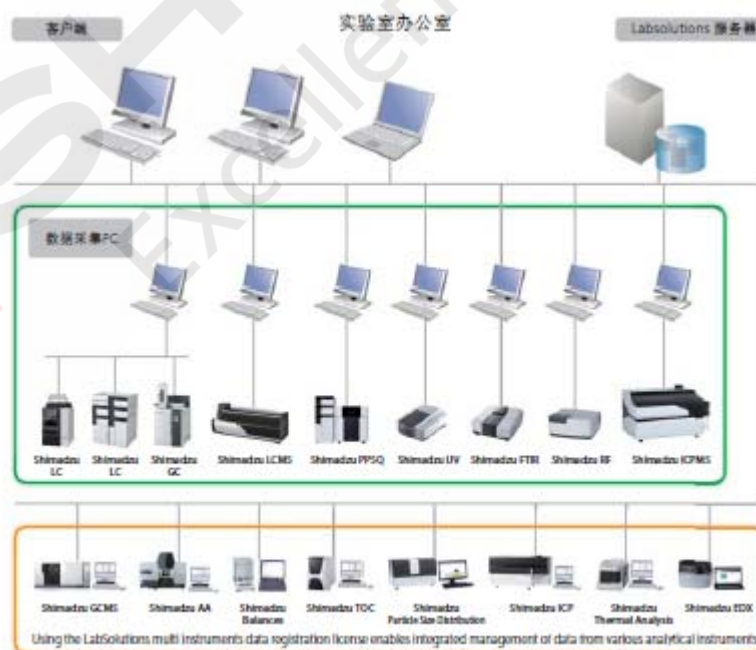 实验室办公室
客户端
Labsolutions 服务器
数据采集PC
Shimadzu LC
Shimadzu LC
Shimadzu GC
Shimadzu LCMS
Shimadzu PPSQ
Shimadzu UV
Shimadzu FTIR
Shimadzu RF
Shimadzu ICPMS
Shimadzu GCMS
Shimadzu AA
Shimadzu Balances
Shimadzu TOC
Shimadzu Particle Size Distribution
Shimadzu ICP
Shimadzu Thermal Analysis
Shimadzu EDX
Using the LabSolutions multi instruments data registration license enables integrated management of data from various analytical instruments